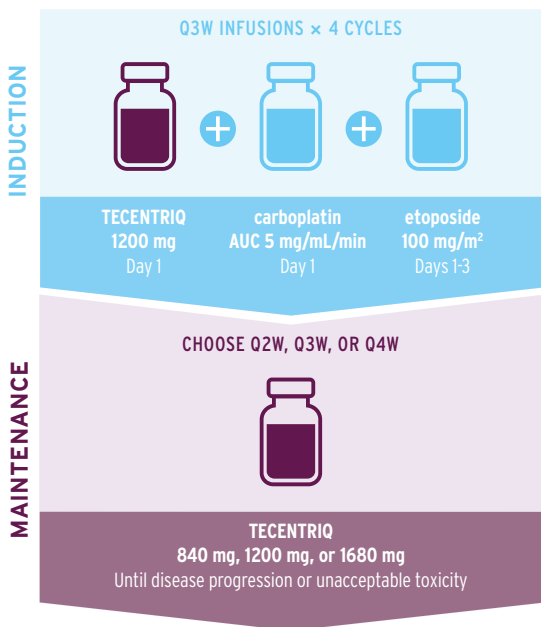 INDUCTION
Q3W INFUSIONS × 4 CYCLES
TECENTRIQ
1200 mg
Day 1
carboplatin
AUC 5 mg/mL/min
Day 1
etoposide
100 mg/m²
Days 1-3
MAINTENANCE
CHOOSE Q2W, Q3W, OR Q4W
TECENTRIQ
840 mg, 1200 mg, or 1680 mg
Until disease progression or unacceptable toxicity